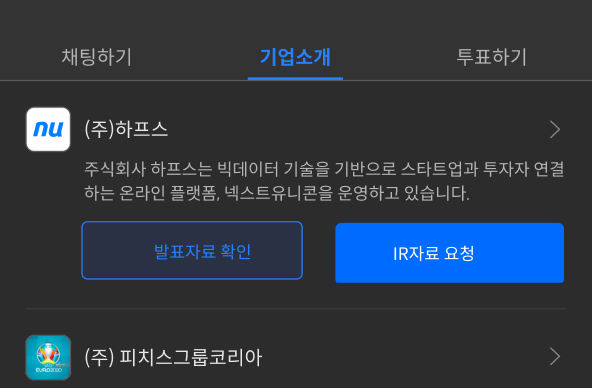 채팅하기 기업소개 투표하기
nu
(주)하프스
주식회사 하프스는 빅데이터 기술을 기반으로 스타트업과 투자자 연결
하는 온라인 플랫폼, 넥스트유니콘을 운영하고 있습니다.
발표자료 확인 IR자료 요청
(주) 피치스그룹코리아
EURO2020